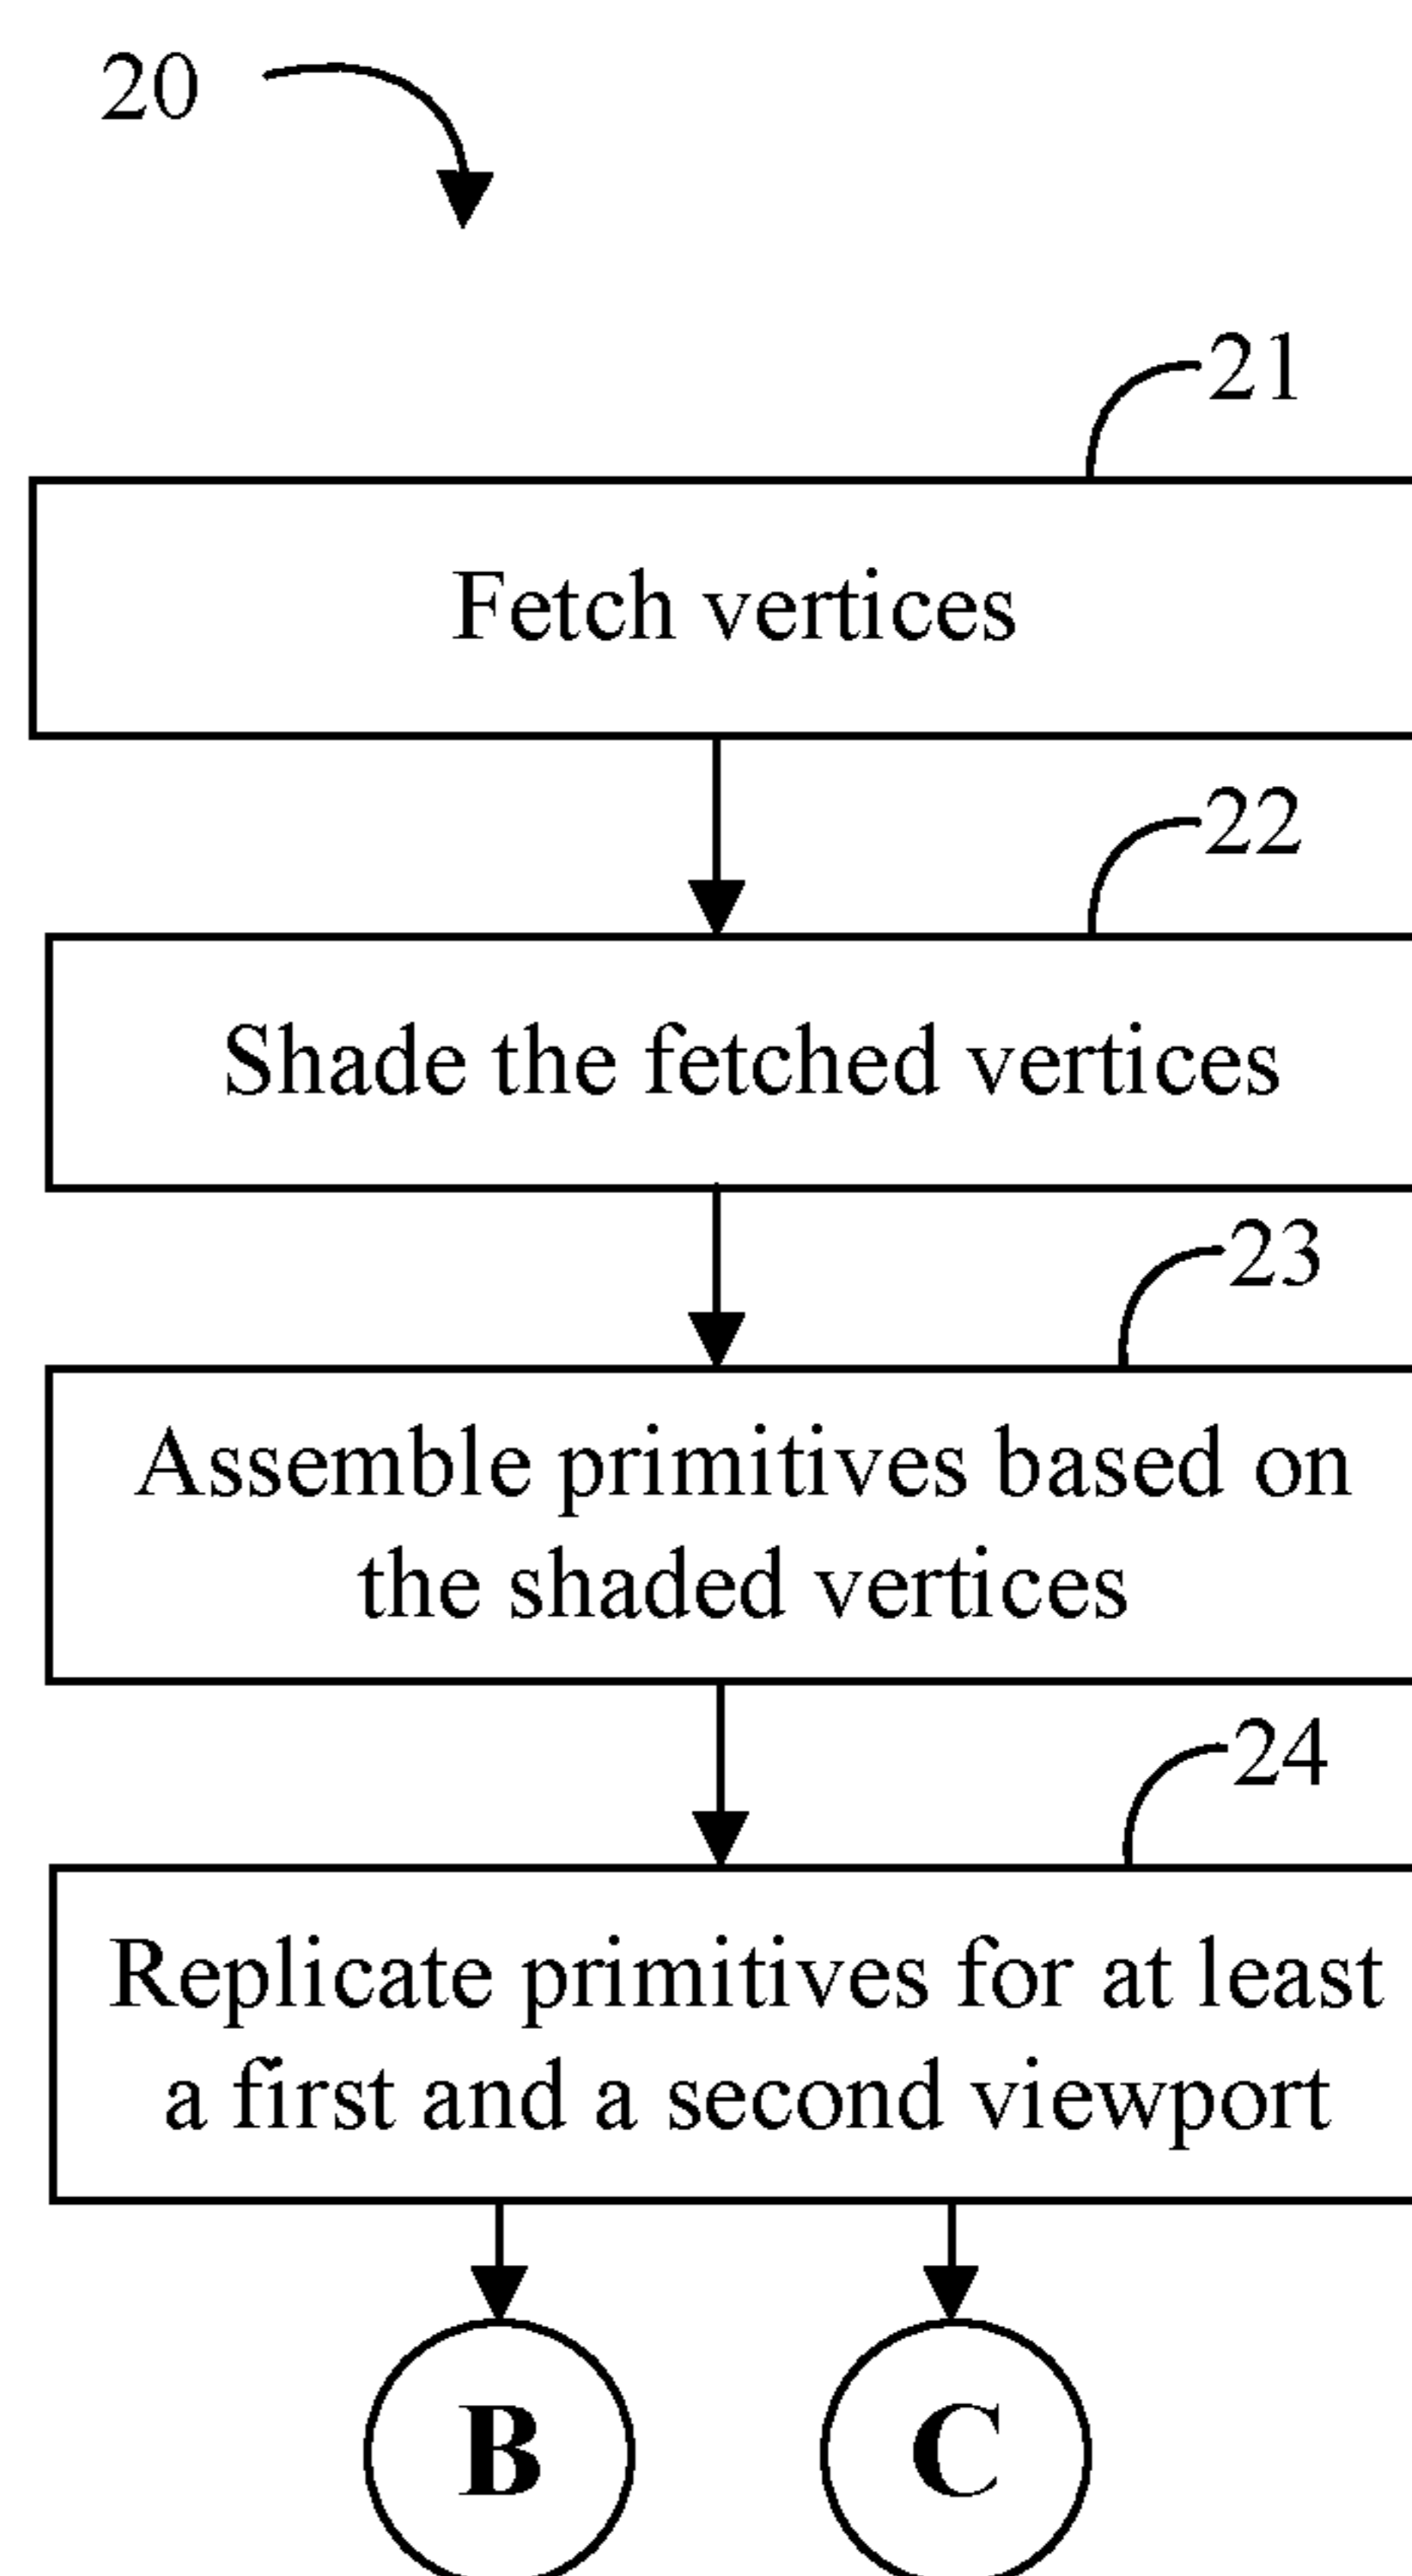 20
21
Fetch vertices
22
Shade the fetched vertices
23
Assemble primitives based on
the shaded vertices
24
Replicate primitives for at least
a first and a second viewport
B
C